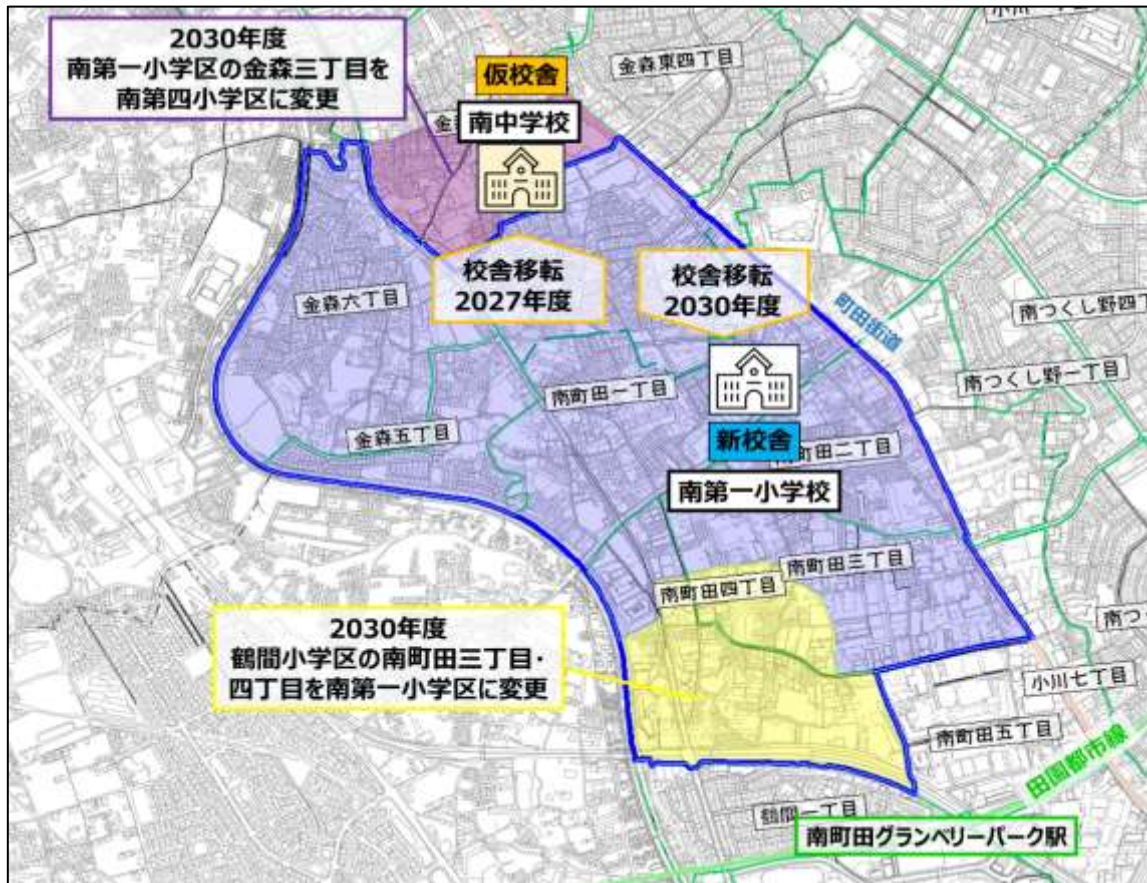 2030年度
南第一小学区の金森三丁目を
南第四小学区に変更
仮校舎
南中学校
金森東四丁目
校舎移転
2027年度
校舎移転
2030年度
金森六丁目
町田街道
南つくし野四
南つくし野一丁目
南町田一丁目
金森五丁目
新校舎
南町田二丁目
南第一小学校
南町田四丁目
南町田三丁目
南つ
2030年度
鶴間小学区の南町田三丁目・
四丁目を南第一小学区に変更
小川七丁目
南町田五丁目
田園都市線
鶴間一丁目
南町田グランベリーパーク駅